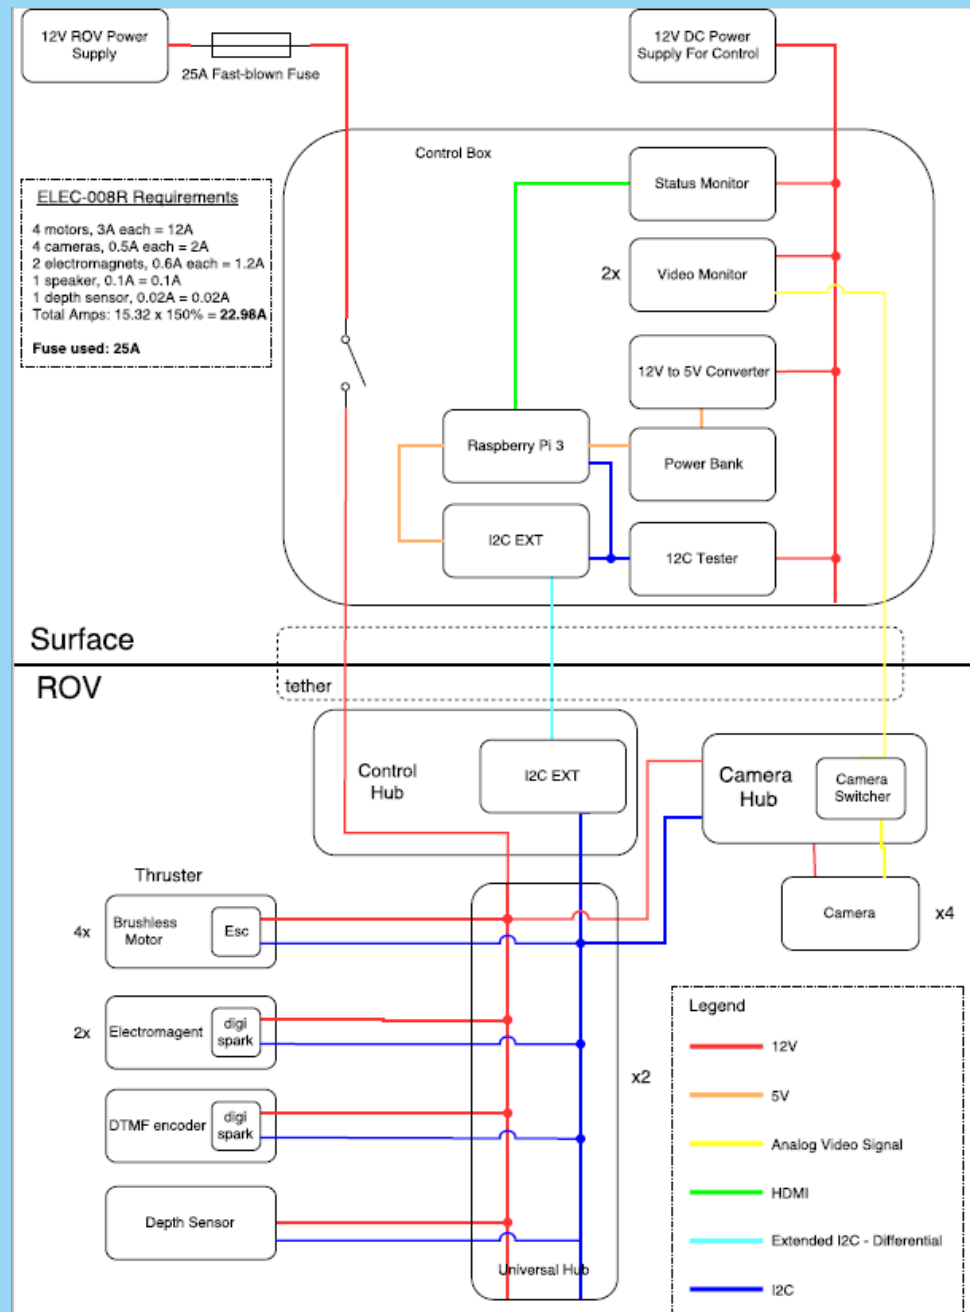 12V ROV Power
Supply
25A Fast-blown Fuse
12V DC Power
Supply For Control
Control Box
ELEC-008R Requirements
4 motors, 3A each = 12A
4 cameras, 0.5A each = 2A
2 electromagnets, 0.6A each = 1.2A
1 speaker, 0.1A = 0.1A
1 depth sensor, 0.02A = 0.02A
Total Amps: 15.32 x 150% = 22.98A
Fuse used: 25A
Status Monitor
2x
Video Monitor
12V to 5V Converter
Raspberry Pi 3
Power Bank
I2C EXT
12C Tester
Surface
ROV
tether
Control
Hub
I2C EXT
Camera
Hub
Camera
Switcher
Camera
x4
Thruster
4x
Brushless
Motor
Esc
2x
Electromagent
digi
spark
DTMF encoder
digi
spark
Depth Sensor
x2
Universal Hub
Legend
12V
5V
Analog Video Signal
HDMI
Extended I2C - Differential
I2C